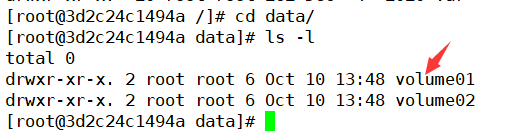 [root@3d2c24c1494a /]# cd data/
[root@3d2c24c1494a data]# ls -l
total 0
drwxr-xr-x. 2 root root 6 Oct 10 13:48 volume01
drwxr-xr-x. 2 root root 6 Oct 10 13:48 volume02
[root@3d2c24c1494a data]#